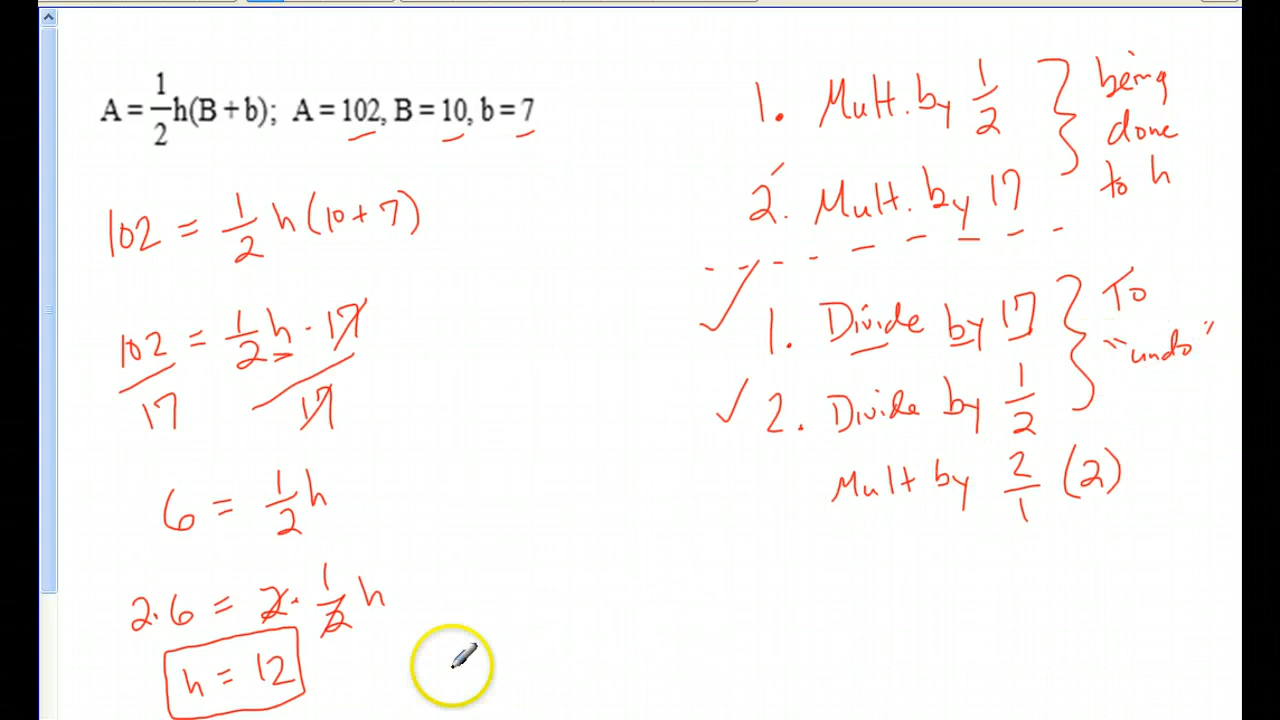 A = 1/2 h(B + b); A = 102, B = 10, b = 7
102 = 1/2 h (10 + 7)
102/17 = 1/2 h · 17/17
6 = 1/2 h
2·6 = 2 · 1/2 h
h = 12
1. Mult. by 1/2
2. Mult. by 17
being
done
to h
1. Divide by 17
2. Divide by 1/2
Mult by 2/1 (2)
To
"undo"